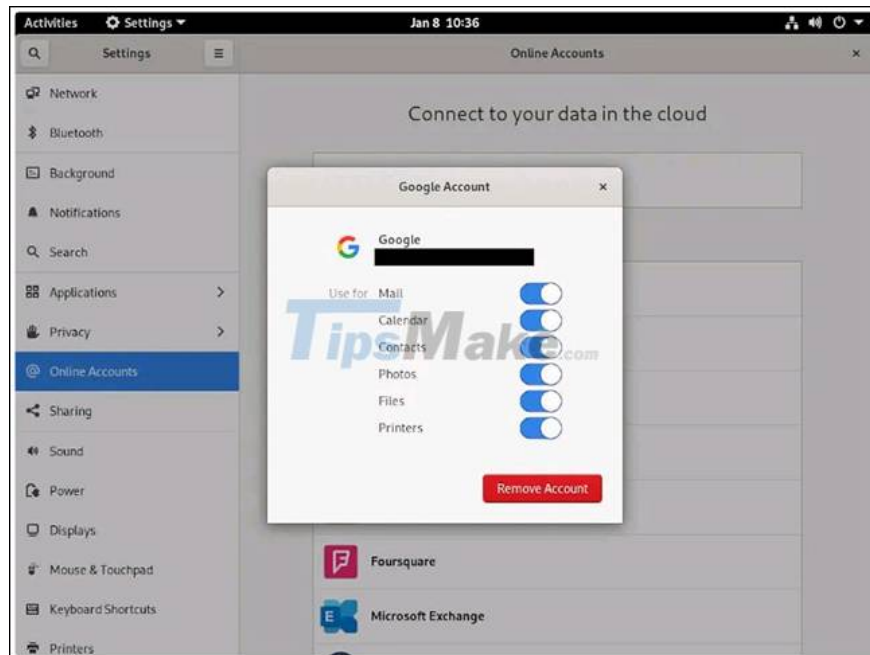 Activities Settings Jan 8 10:36
Settings Online Accounts
Network
Bluetooth
Background
Notifications
Search
Applications
Privacy
Online Accounts
Sharing
Sound
Power
Displays
Mouse & Touchpad
Keyboard Shortcuts
Printers
Connect to your data in the cloud
Google Account
Google
Use for Mail
Calendar
Contacts
Photos
Files
Printers
Remove Account
TipsMake.com
Foursquare
Microsoft Exchange